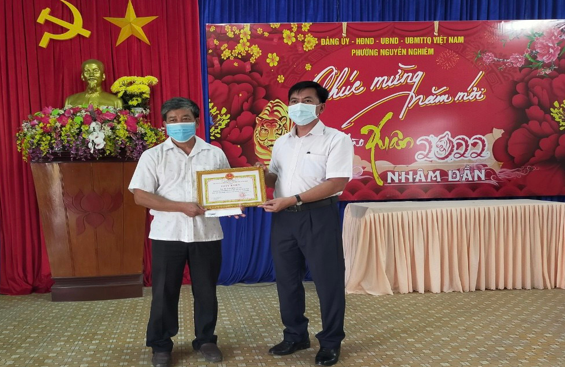 ĐẢNG ỦY - HĐND - UBND - UBMTTQ VIỆT NAM
PHƯỜNG NGUYỄN NGHIÊM
Chúc mừng
năm mới
Xuân 2022
NHÂM DẦN